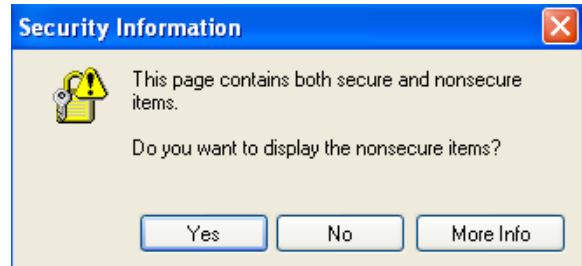 Security Information
This page contains both secure and nonsecure
items.
Do you want to display the nonsecure items?
Yes No More Info